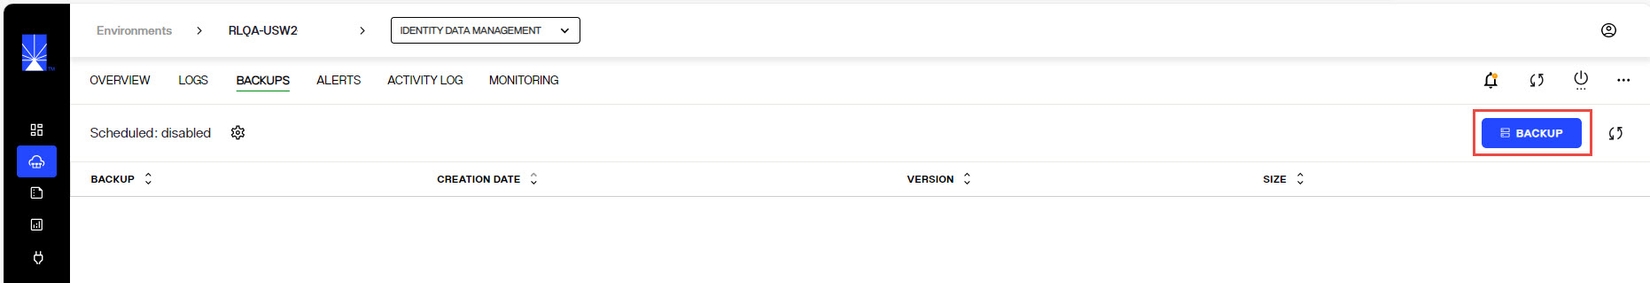 Environments > RLQA-USW2 > IDENTITY DATA MANAGEMENT
OVERVIEW LOGS BACKUPS ALERTS ACTIVITY LOG MONITORING
Scheduled: disabled BACKUP
BACKUP CREATION DATE VERSION SIZE